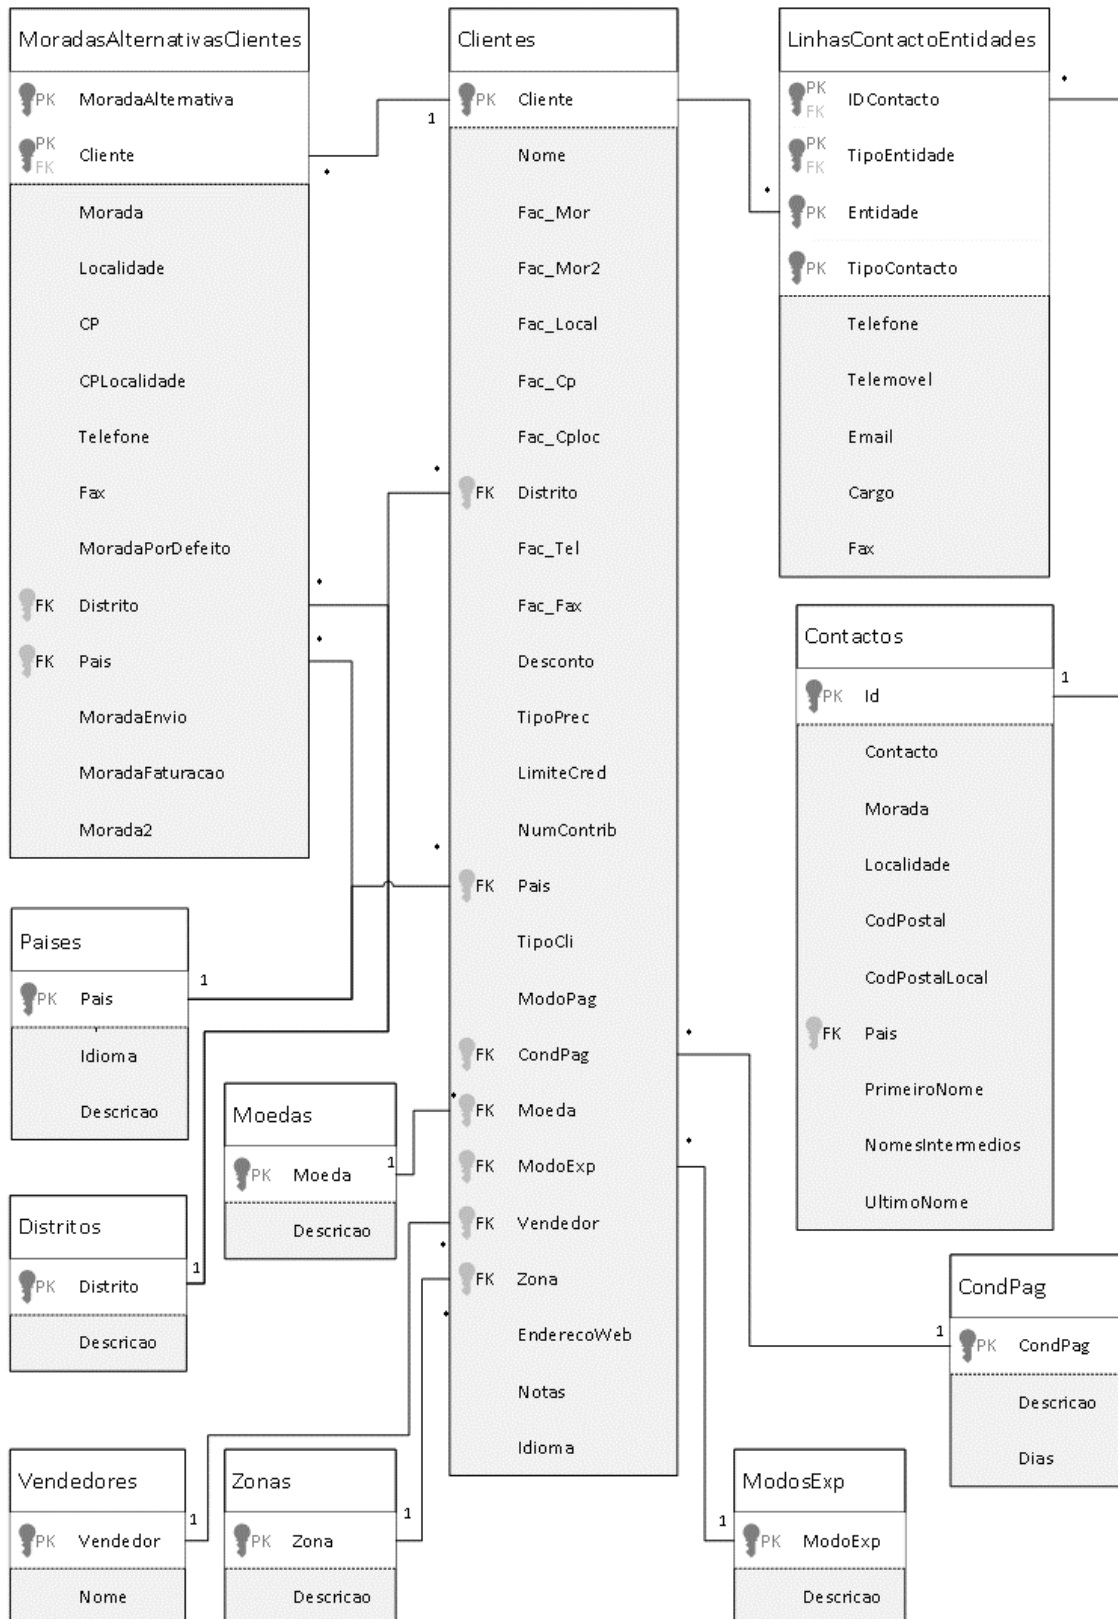 MoradasAlternativasClientes
PK MoradaAlternativa
PK
FK
Cliente
Morada
Localidade
CP
CPLocalidade
Telefone
Fax
MoradaPorDefeito
FK Distrito
FK Pais
MoradaEnvio
MoradaFaturacao
Morada2
*
*
*
Clientes
PK Cliente
1
Nome
Fac_Mor
Fac_Mor2
Fac_Local
Fac_Cp
Fac_Cploc
FK Distrito
Fac_Tel
Fac_Fax
Desconto
TipoPrec
LimiteCred
NumContrib
FK Pais
TipoCli
ModoPag
FK CondPag
FK Moeda
FK ModoExp
FK Vendedor
FK Zona
EnderecoWeb
Notas
Idioma
*
*
*
*
*
*
*
LinhasContactoEntidades
PK
FK
IDContacto
PK
FK
TipoEntidade
PK Entidade
PK TipoContacto
Telefone
Telemovel
Email
Cargo
Fax
*
*
Contactos
PK Id
1
Contacto
Morada
Localidade
CodPostal
CodPostalLocal
FK Pais
PrimeiroNome
NomesIntermedios
UltimoNome
Paises
PK Pais
1
Idioma
Descricao
Moedas
PK Moeda
1
Descricao
Distritos
PK Distrito
1
Descricao
CondPag
PK CondPag
1
Descricao
Dias
Vendedores
PK Vendedor
1
Nome
Zonas
PK Zona
1
Descricao
ModosExp
PK ModoExp
1
Descricao